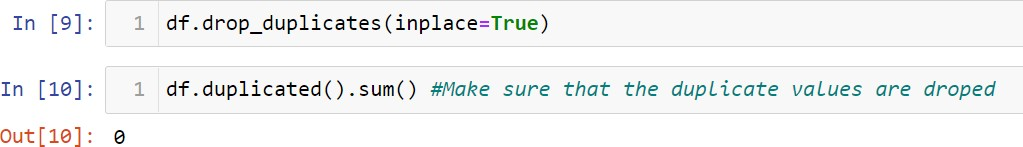 In [9]: 1 df.drop_duplicates(inplace=True)
In [10]: 1 df.duplicated().sum() #Make sure that the duplicate values are droped
Out[10]: 0